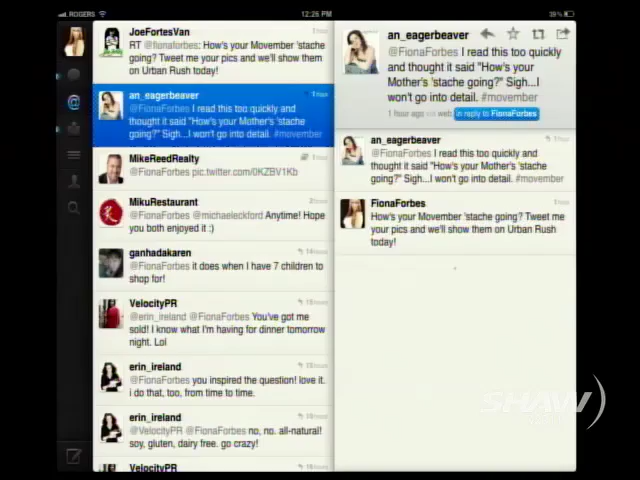 ROGERS
12:26 PM
39%
JoeFortesVan
1 hour
RT @fionaforbes: How's your Movember 'stache
going? Tweet me your pics and we'll show them
on Urban Rush today!
an_eagerbeaver
1 hour
@FionaForbes I read this too quickly and
thought it said "How's your Mother's 'stache
going?" Sigh...I won't go into detail. #movember
MikeReedRealty
1 hour
@FionaForbes pic.twitter.com/0KZBV1Kb
MikuRestaurant
@FionaForbes @michaeleckford Anytime! Hope
you both enjoyed it :)
ganhadakaren
@FionaForbes it does when I have 7 children to
shop for!
VelocityPR
@erin_ireland @FionaForbes You've got me
sold! I know what I'm having for dinner tomorrow
night. Lol
erin_ireland
@FionaForbes you inspired the question! love it.
i do that, too, from time to time.
erin_ireland
@VelocityPR @FionaForbes no, no. all-natural!
soy, gluten, dairy free. go crazy!
VelocityPR
an_eagerbeaver
@FionaForbes I read this too quickly
and thought it said "How's your
Mother's 'stache going?" Sigh...I
won't go into detail. #movember
1 hour ago via web in reply to FionaForbes
an_eagerbeaver
1 hour
@FionaForbes I read this too quickly
and thought it said "How's your Mother's
'stache going?" Sigh...I won't go into
detail. #movember
FionaForbes
How's your Movember 'stache going? Tweet me
your pics and we'll show them on Urban Rush
today!
SHAW